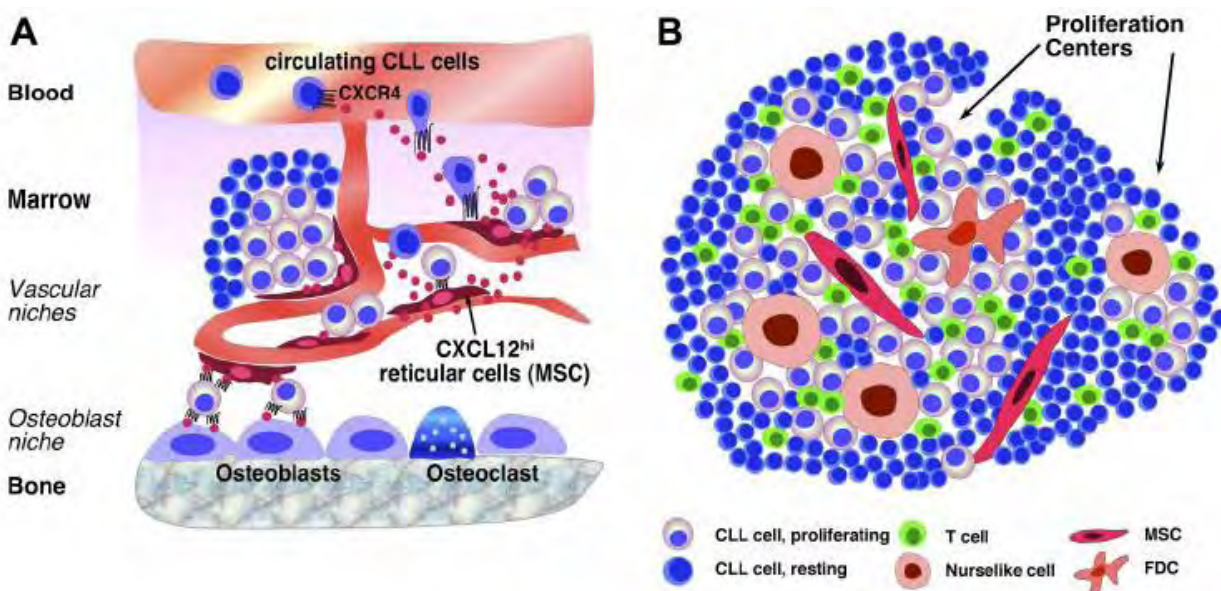 A
Blood
circulating CLL cells
CXCR4
Marrow
Vascular
niches
CXCL12hi
reticular cells (MSC)
Osteoblast
niche
Osteoblasts
Osteoclast
Bone
B
Proliferation
Centers
CLL cell, proliferating
T cell
MSC
CLL cell, resting
Nurselike cell
FDC